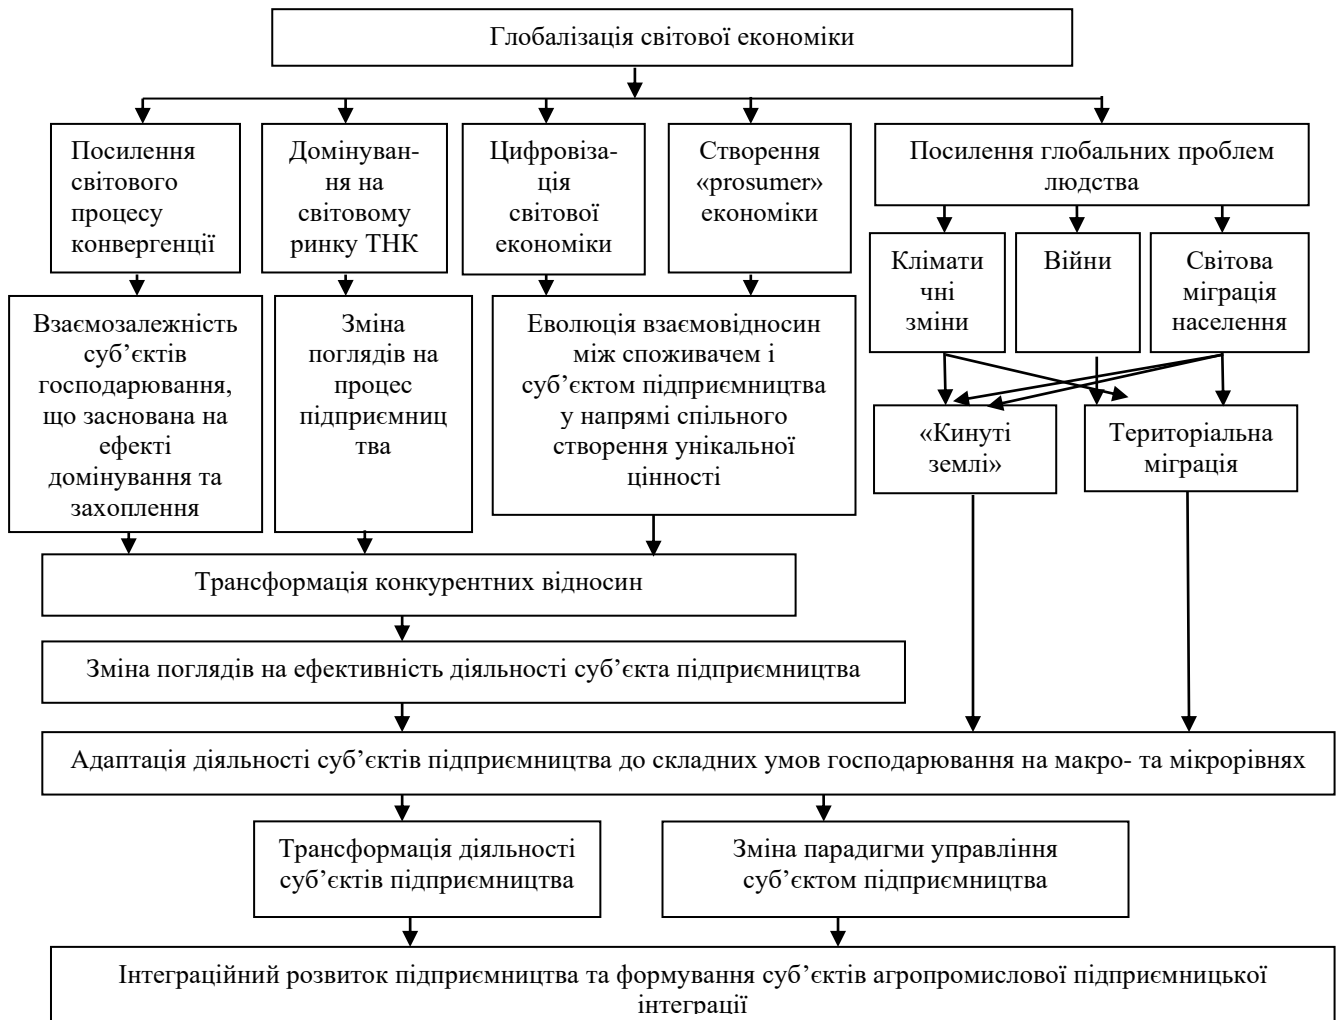 Глобалізація світової економіки
Посилення
світового
процесу
конвергенції
Домінуван-
ня на
світовому
ринку ТНК
Цифровіза-
ція
світової
економіки
Створення
«prosumer»
економіки
Посилення глобальних проблем
людства
Клімати
чні
зміни
Війни
Світова
міграція
населення
Взаємозалежність
суб’єктів
господарювання,
що заснована на
ефекті
домінування та
захоплення
Зміна
поглядів на
процес
підприємниц
тва
Еволюція взаємовідносин
між споживачем і
суб’єктом підприємництва
у напрямі спільного
створення унікальної
цінності
«Кинуті
землі»
Територіальна
міграція
Трансформація конкурентних відносин
Зміна поглядів на ефективність діяльності суб’єкта підприємництва
Адаптація діяльності суб’єктів підприємництва до складних умов господарювання на макро- та мікрорівнях
Трансформація діяльності
суб’єктів підприємництва
Зміна парадигми управління
суб’єктом підприємництва
Інтеграційний розвиток підприємництва та формування суб’єктів агропромислової підприємницької
інтеграції